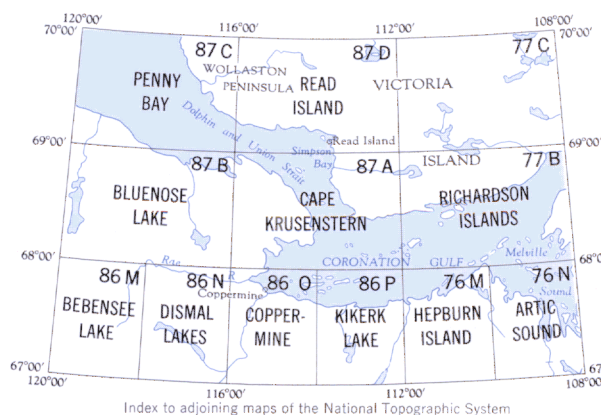 120°00' 116°00' 112°00' 108°00'
70°00' 70°00'
87 C 87 D 77 C
PENNY
BAY
WOLLASTON
PENINSULA
READ
ISLAND
VICTORIA
Dolphin and Union Strait
Simpson
Bay
Read Island
69°00' 69°00'
87 B 87 A 77 B
ISLAND
BLUENOSE
LAKE
CAPE
KRUSENSTERN
RICHARDSON
ISLANDS
68°00' 68°00'
Rae R.
CORONATION GULF
Melville
Sound
86 M 86 N 86 O 86 P 76 M 76 N
Coppermine
BEBENSEE
LAKE
DISMAL
LAKES
COPPER-
MINE
KIKERK
LAKE
HEPBURN
ISLAND
ARTIC
SOUND
67°00' 67°00'
120°00' 116°00' 112°00' 108°00'
Index to adjoining maps of the National Topographic System